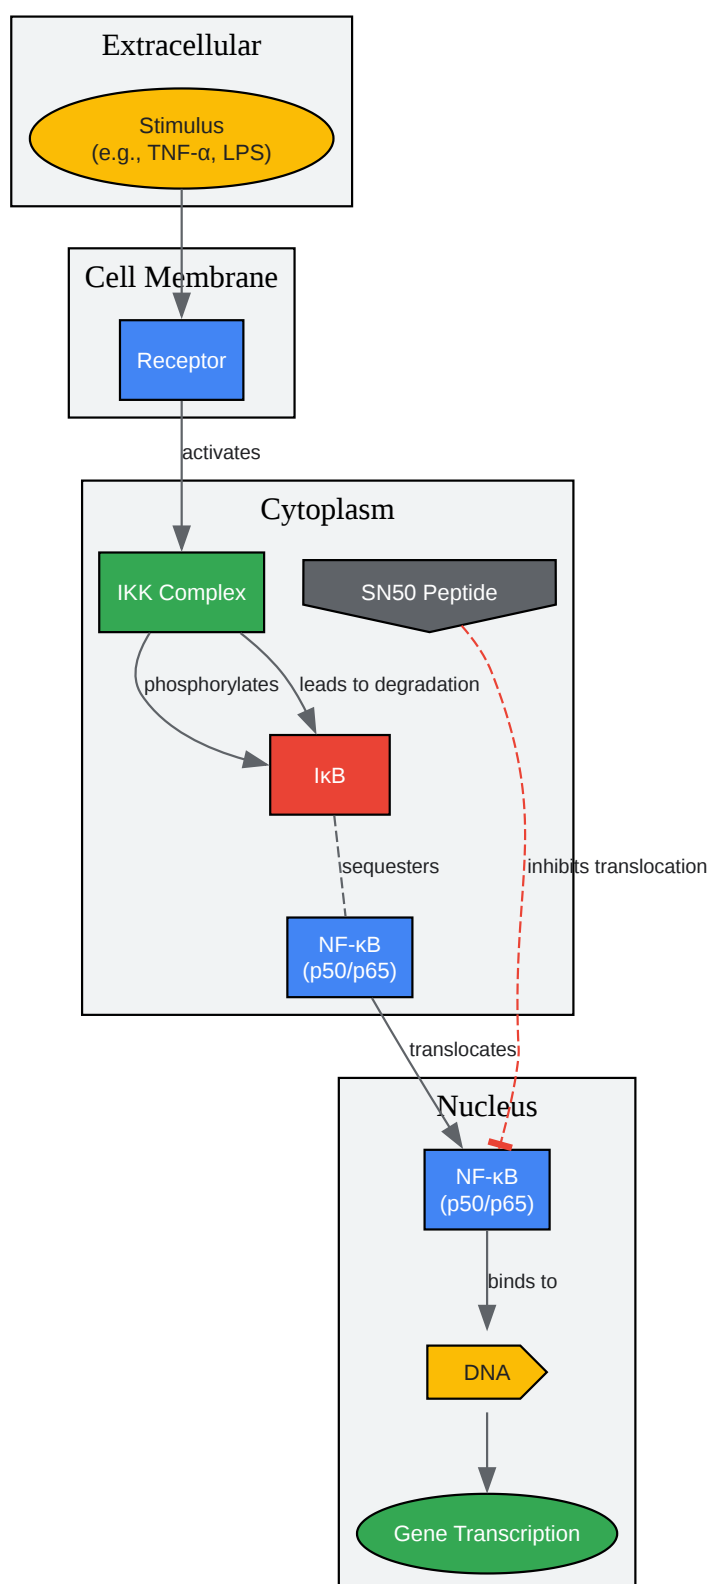 Extracellular
Stimulus
(e.g., TNF-α, LPS)
Cell Membrane
Receptor
activates
Cytoplasm
IKK Complex
SN50 Peptide
phosphorylates
leads to degradation
IκB
sequesters
inhibits translocation
NF-κB
(p50/p65)
translocates
Nucleus
NF-κB
(p50/p65)
binds to
DNA
Gene Transcription